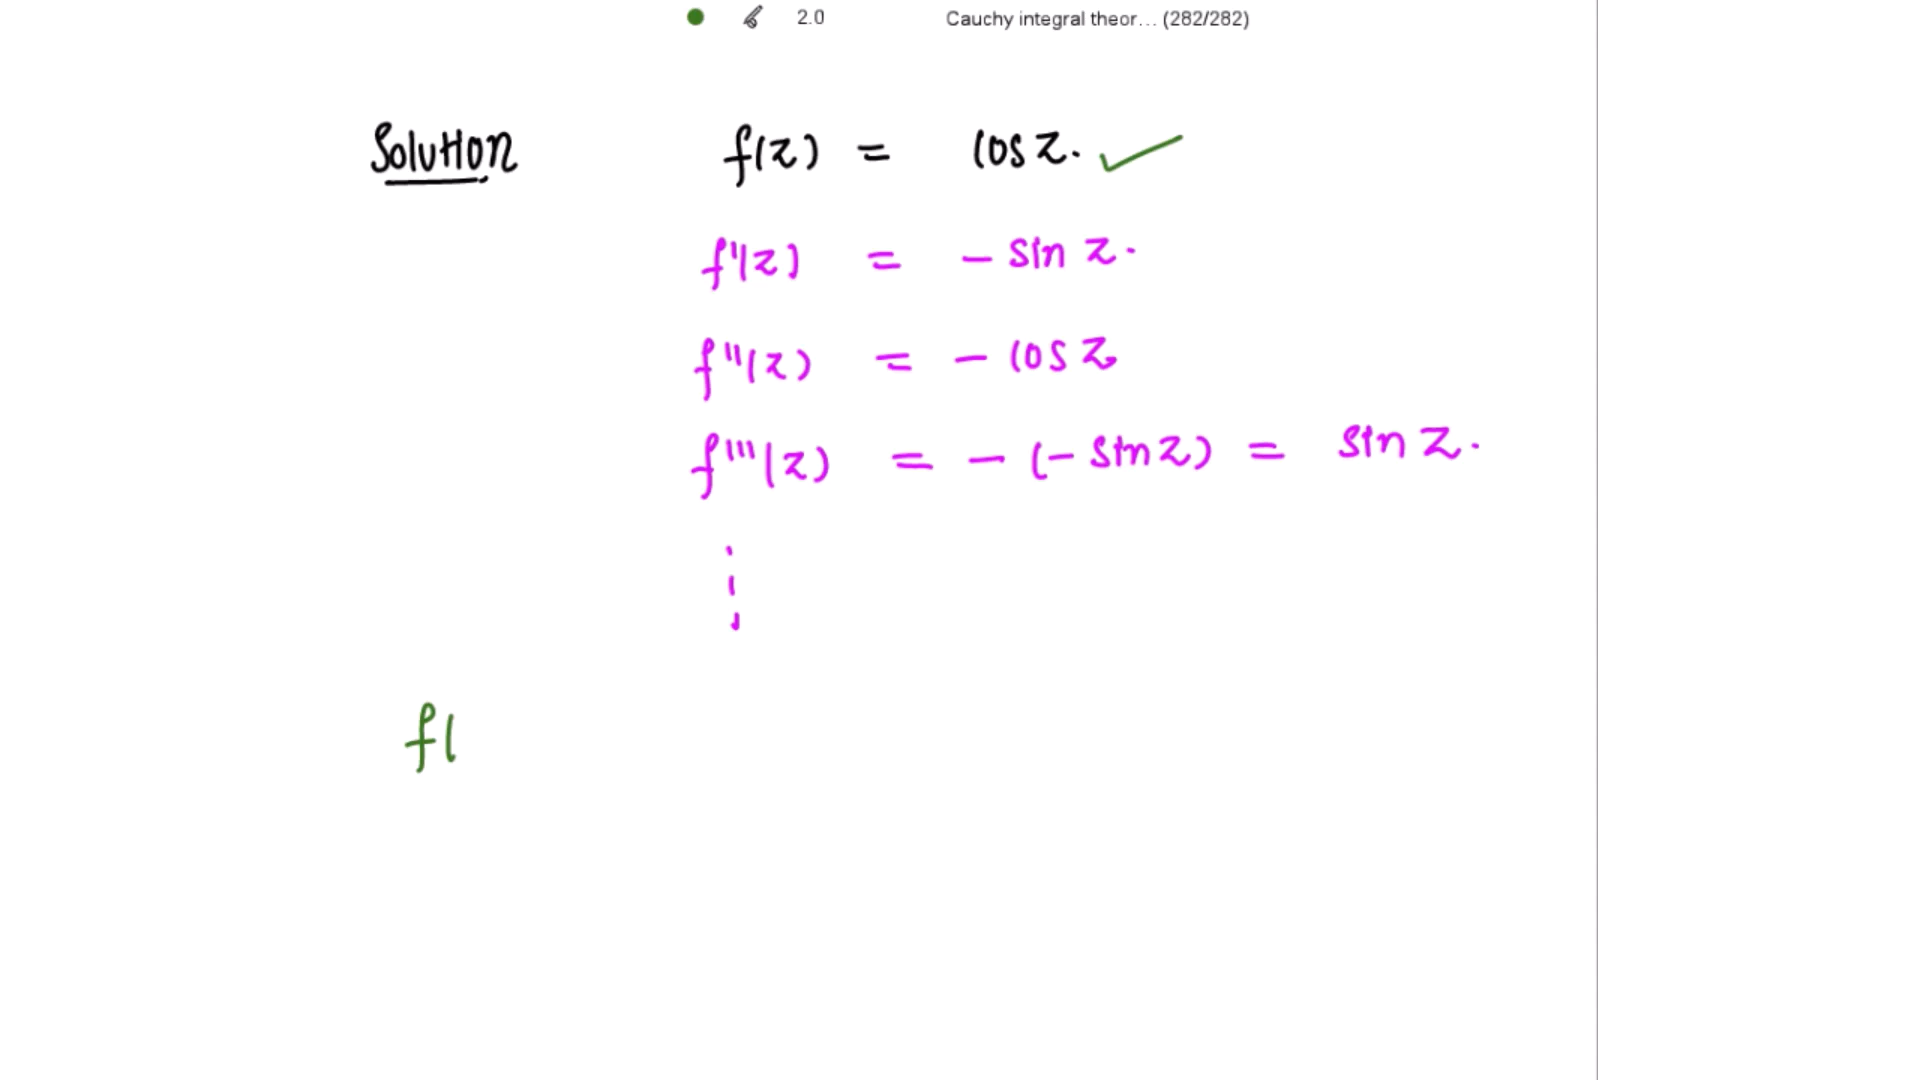 2.0 Cauchy integral theor... (282/282)
Solution f(z) = cos z.
f'(z) = - sin z.
f''(z) = - cos z
f'''(z) = - (- sin z) = sin z.
f(